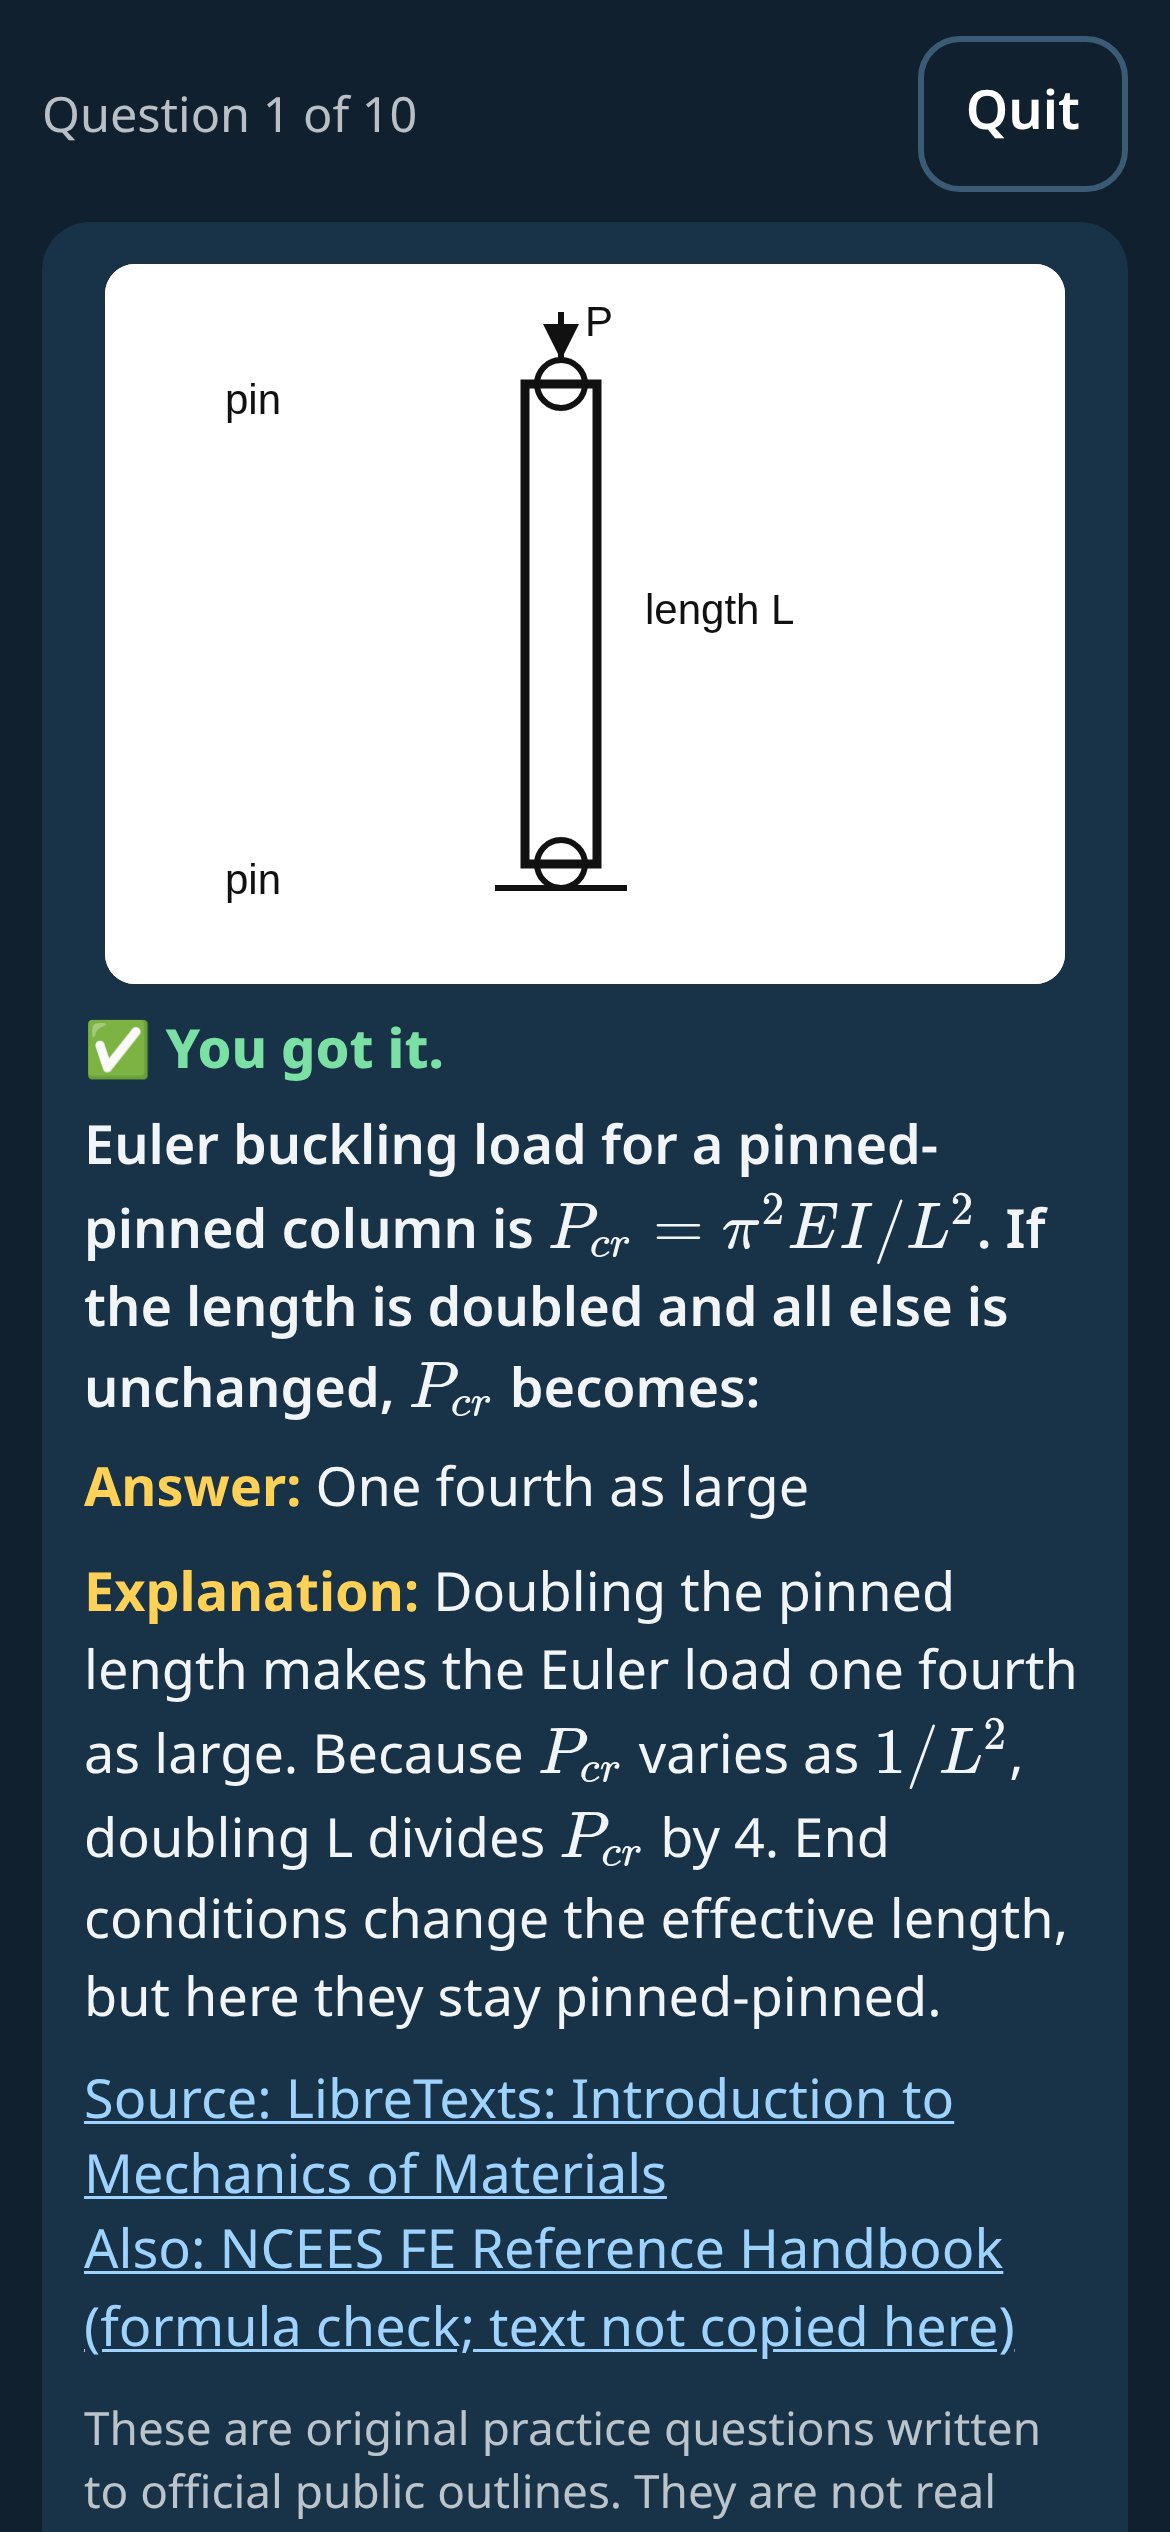 Question 1 of 10
Quit
P
pin
length L
pin
✅ You got it.
Euler buckling load for a pinned-
pinned column is P_cr = π²EI/L². If
the length is doubled and all else is
unchanged, P_cr becomes:
Answer: One fourth as large
Explanation: Doubling the pinned
length makes the Euler load one fourth
as large. Because P_cr varies as 1/L²,
doubling L divides P_cr by 4. End
conditions change the effective length,
but here they stay pinned-pinned.
Source: LibreTexts: Introduction to
Mechanics of Materials
Also: NCEES FE Reference Handbook
(formula check; text not copied here)
These are original practice questions written
to official public outlines. They are not real